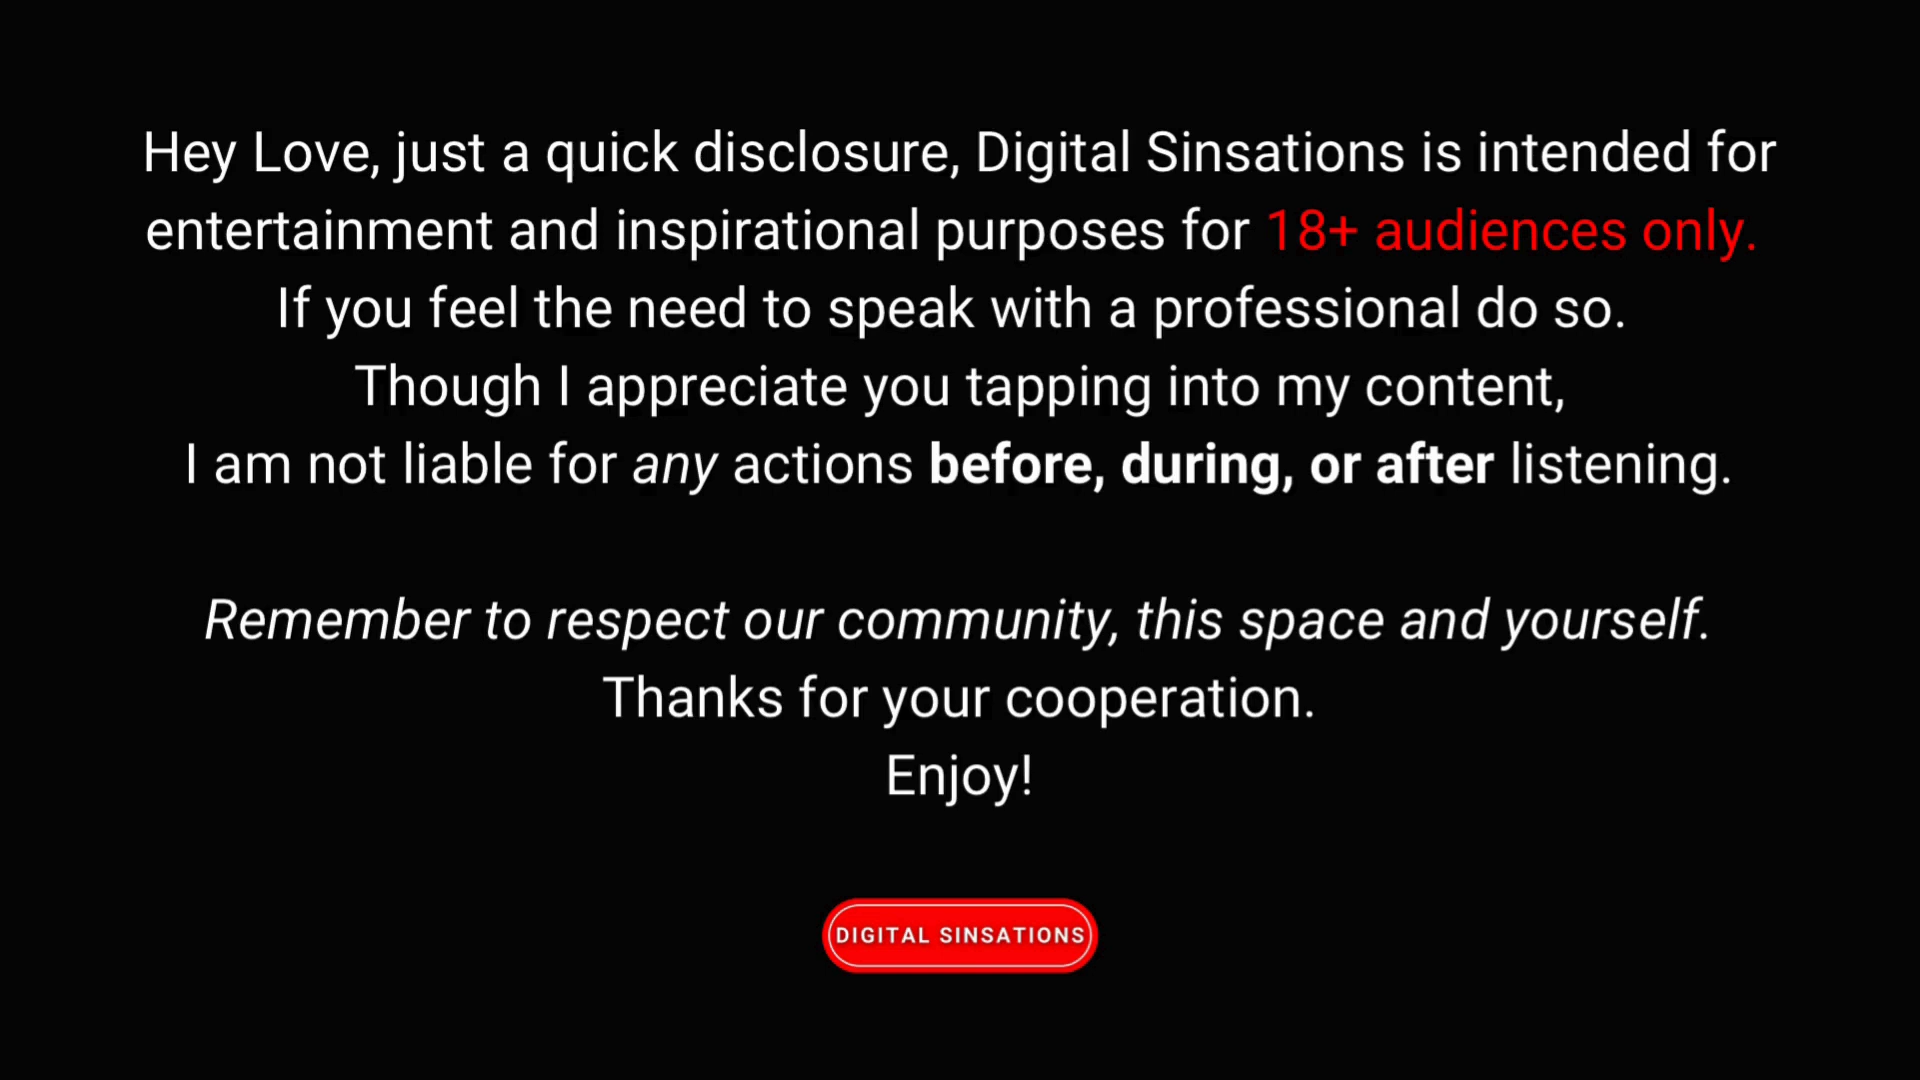 Hey Love, just a quick disclosure, Digital Sinsations is intended for
entertainment and inspirational purposes for 18+ audiences only.
If you feel the need to speak with a professional do so.
Though I appreciate you tapping into my content,
I am not liable for any actions before, during, or after listening.
Remember to respect our community, this space and yourself.
Thanks for your cooperation.
Enjoy!
DIGITAL SINSATIONS